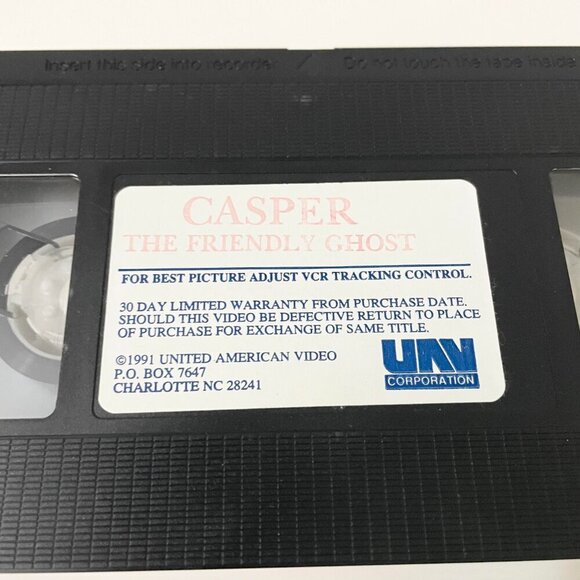 Insert this side into recorder / Do not touch the tape inside
CASPER
THE FRIENDLY GHOST
FOR BEST PICTURE ADJUST VCR TRACKING CONTROL.
30 DAY LIMITED WARRANTY FROM PURCHASE DATE.
SHOULD THIS VIDEO BE DEFECTIVE RETURN TO PLACE
OF PURCHASE FOR EXCHANGE OF SAME TITLE.
©1991 UNITED AMERICAN VIDEO
P.O. BOX 7647
CHARLOTTE NC 28241
UAV
CORPORATION